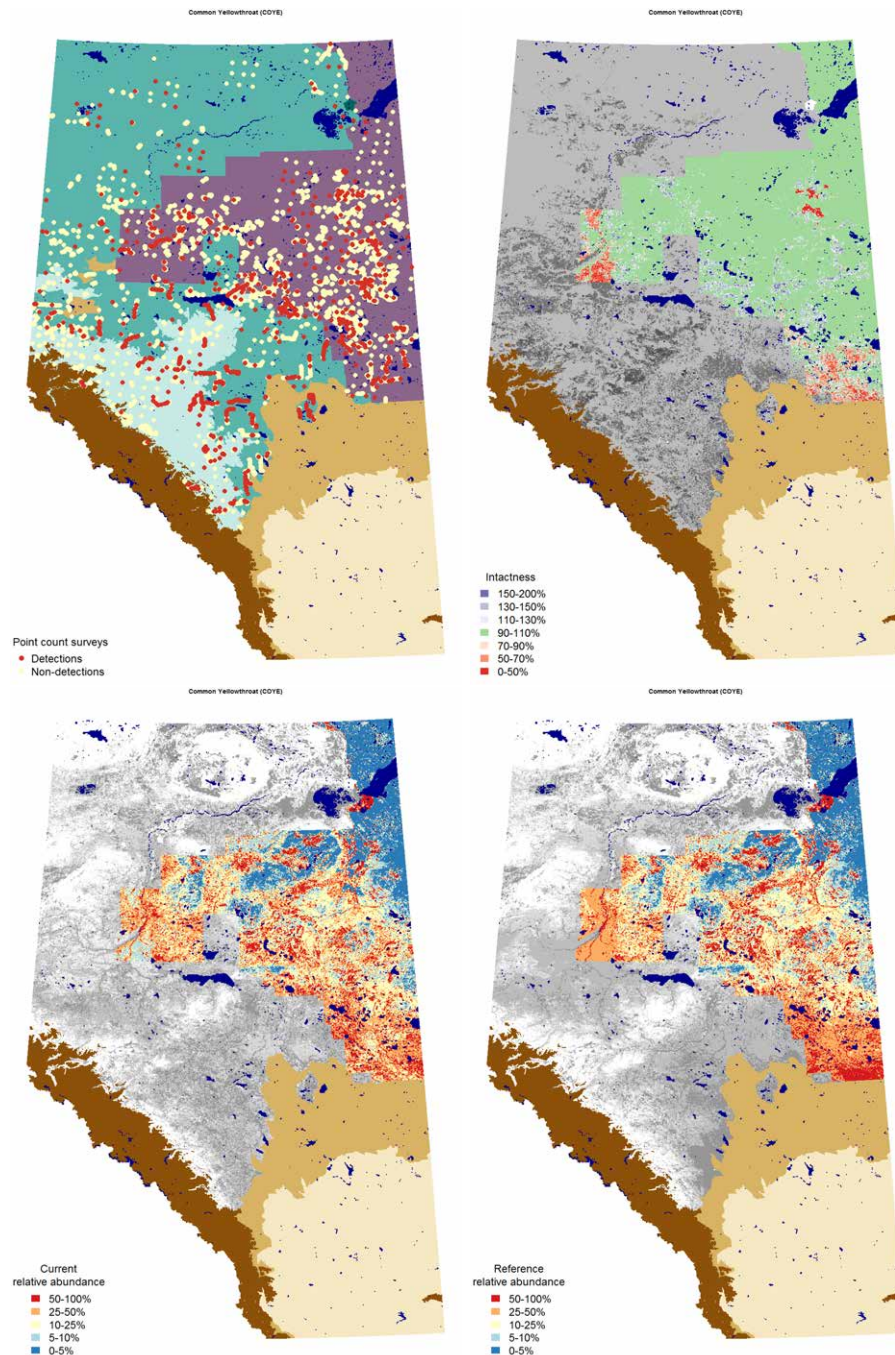 Common Yellowthroat (COYE)
Point count surveys
Detections
Non-detections
Common Yellowthroat (COYE)
Intactness
150-200%
130-150%
110-130%
90-110%
70-90%
50-70%
0-50%
Common Yellowthroat (COYE)
Current
relative abundance
50-100%
25-50%
10-25%
5-10%
0-5%
Common Yellowthroat (COYE)
Reference
relative abundance
50-100%
25-50%
10-25%
5-10%
0-5%